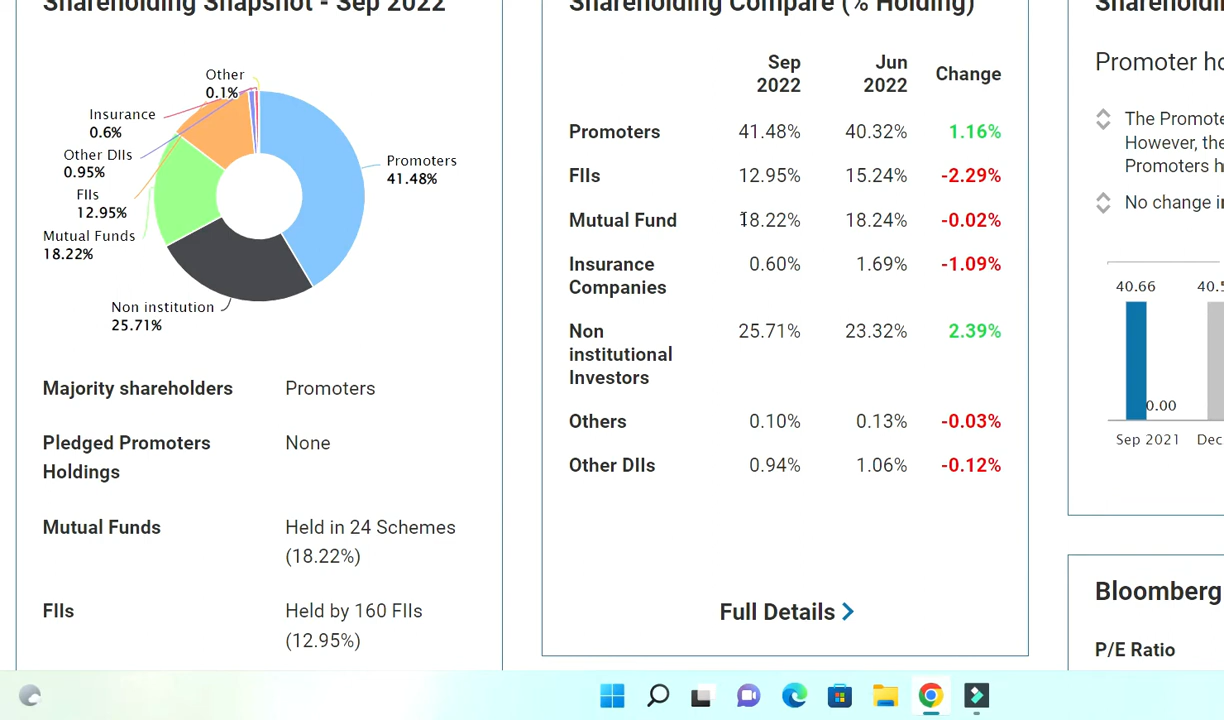 Shareholding Snapshot - Sep 2022
Other
0.1%
Insurance
0.6%
Other DIIs
0.95%
FIIs
12.95%
Mutual Funds
18.22%
Non institution
25.71%
Promoters
41.48%
Majority shareholders Promoters
Pledged Promoters None
Holdings
Mutual Funds Held in 24 Schemes
(18.22%)
FIIs Held by 160 FIIs
(12.95%)
Shareholding Compare (% Holding)
Sep Jun Change
2022 2022
Promoters 41.48% 40.32% 1.16%
FIIs 12.95% 15.24% -2.29%
Mutual Fund 18.22% 18.24% -0.02%
Insurance 0.60% 1.69% -1.09%
Companies
Non 25.71% 23.32% 2.39%
institutional
Investors
Others 0.10% 0.13% -0.03%
Other DIIs 0.94% 1.06% -0.12%
Full Details
Promoter ho
The Promote
However, the
Promoters h
No change in
40.66 40.5
0.00
Sep 2021 Dec
Bloomberg
P/E Ratio